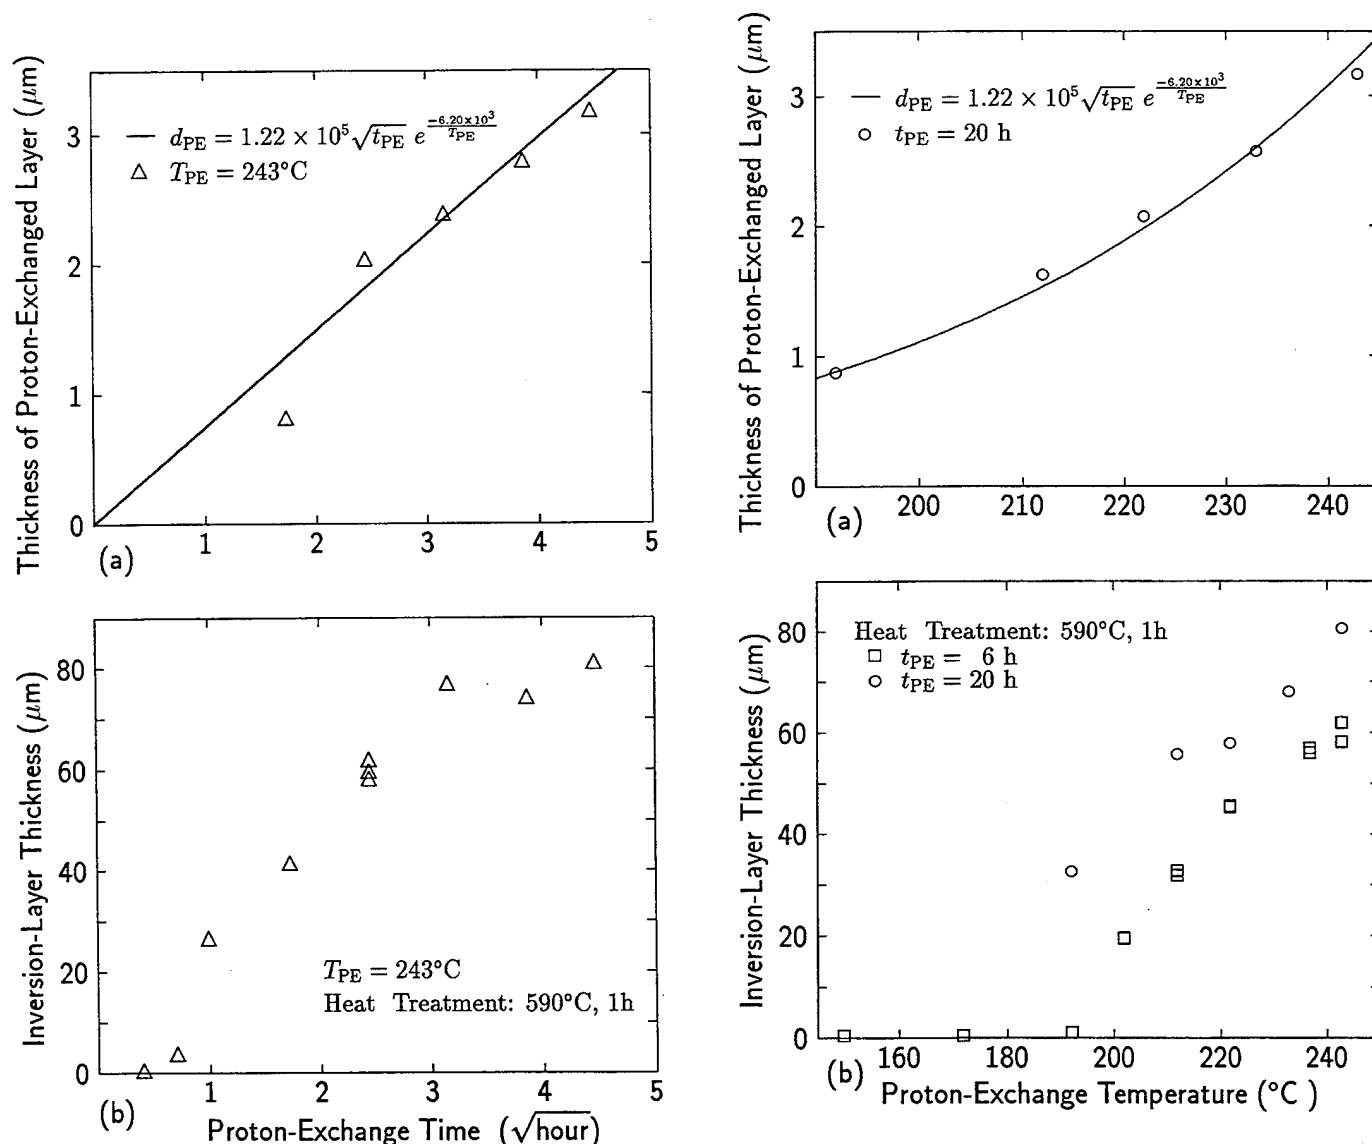 Thickness of Proton-Exchanged Layer (μm)
3
2
1
0
d_PE = 1.22 × 10^5 √t_PE e^(-6.20×10^3/T_PE)
T_PE = 243°C
1 2 3 4 5
(a)
Inversion-Layer Thickness (μm)
80
60
40
20
0
T_PE = 243°C
Heat Treatment: 590°C, 1h
1 2 3 4 5
(b)
Proton-Exchange Time (√hour)
Thickness of Proton-Exchanged Layer (μm)
3
2
1
0
d_PE = 1.22 × 10^5 √t_PE e^(-6.20×10^3/T_PE)
t_PE = 20 h
200 210 220 230 240
(a)
Inversion-Layer Thickness (μm)
80
60
40
20
0
Heat Treatment: 590°C, 1h
t_PE = 6 h
t_PE = 20 h
160 180 200 220 240
(b)
Proton-Exchange Temperature (°C )